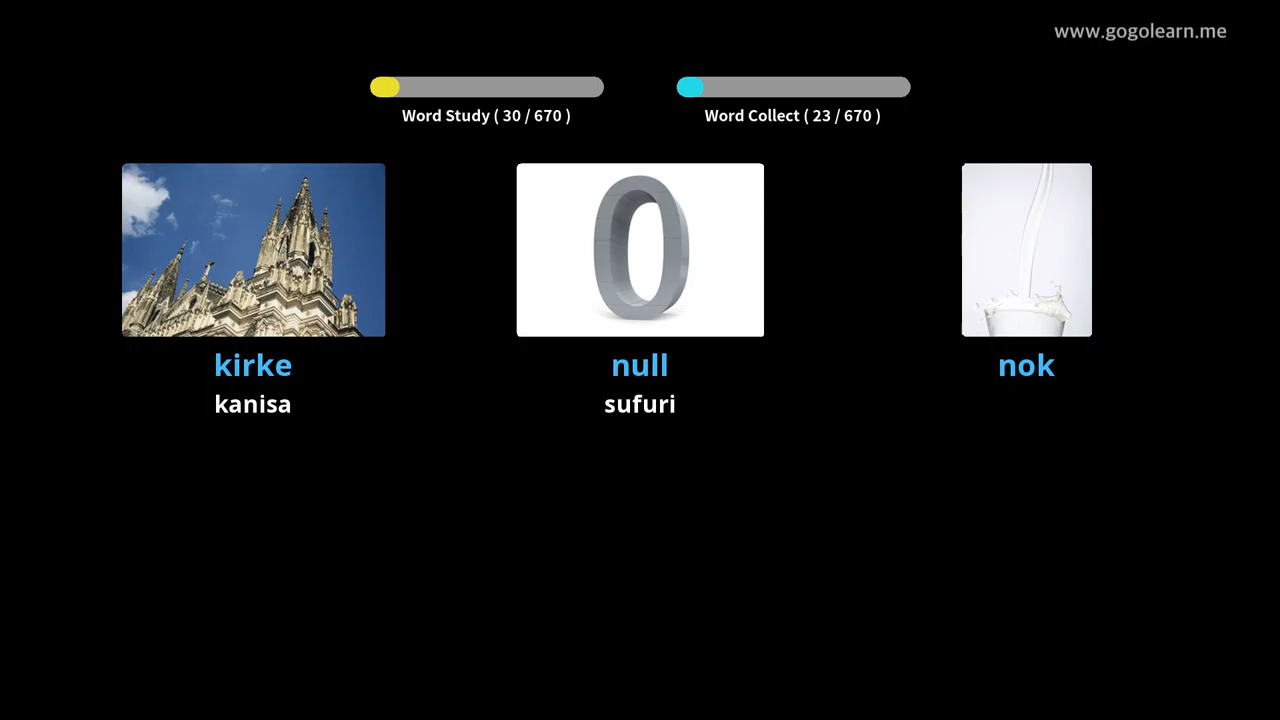 www.gogolearn.me
Word Study ( 30 / 670 )
Word Collect ( 23 / 670 )
kirke
null
nok
kanisa
sufuri